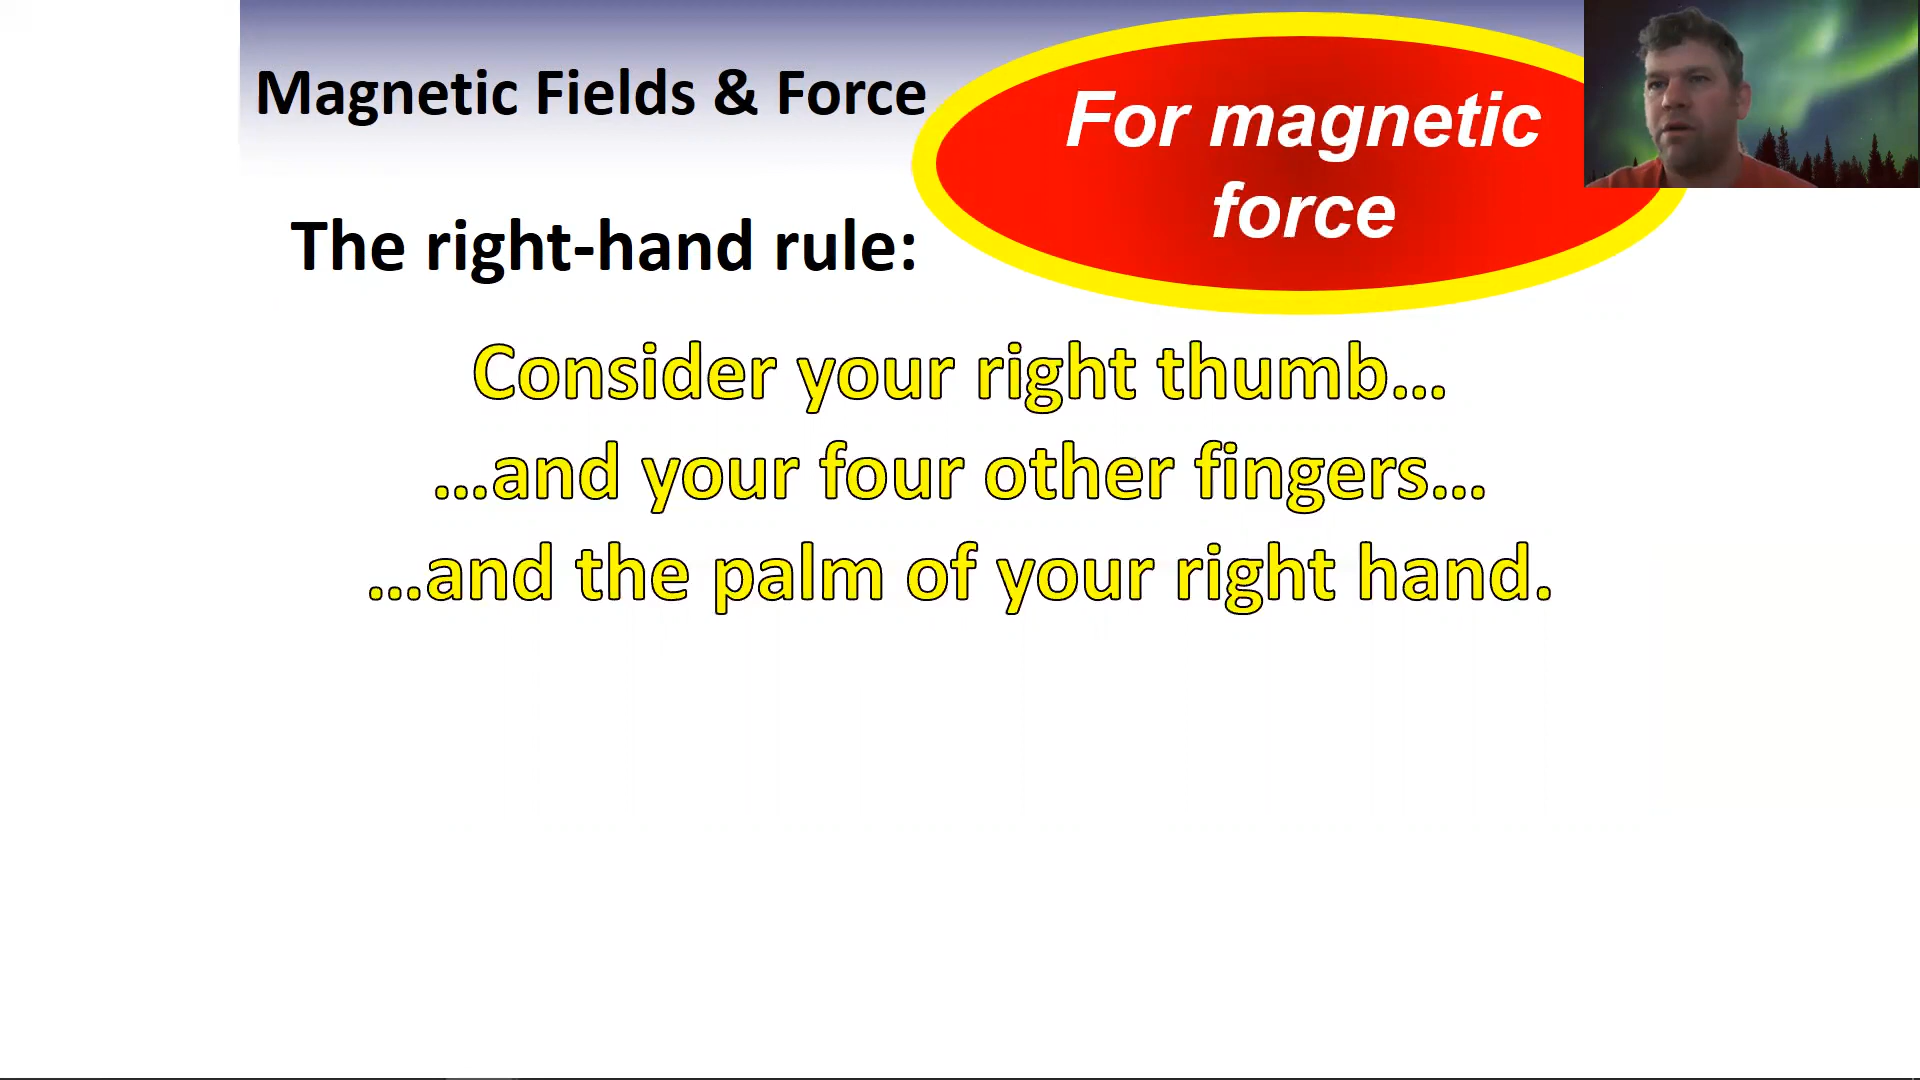 Magnetic Fields & Force
For magnetic
force
The right-hand rule:
Consider your right thumb…
…and your four other fingers…
…and the palm of your right hand.